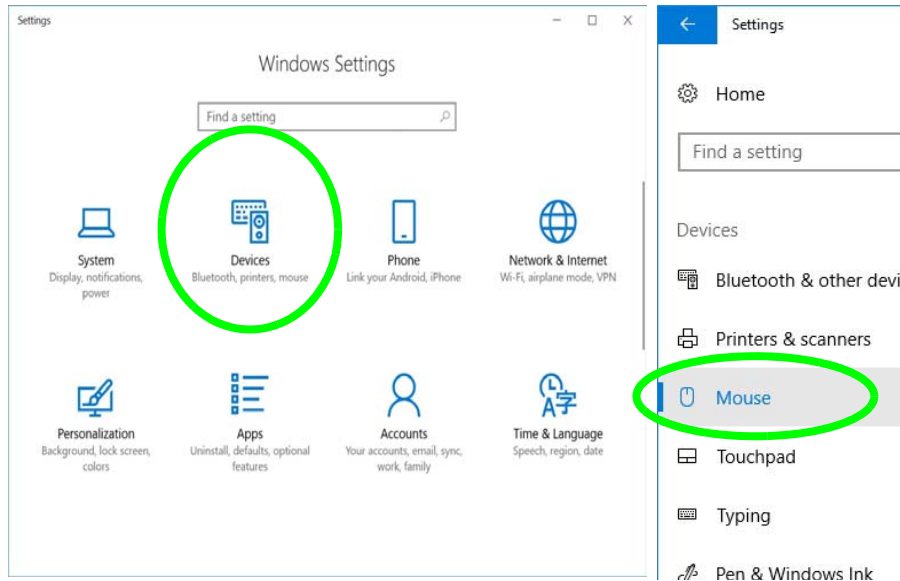 Settings
Windows Settings
Find a setting
System
Display, notifications,
power
Devices
Bluetooth, printers, mouse
Phone
Link your Android, iPhone
Network & Internet
Wi-Fi, airplane mode, VPN
Personalization
Background, lock screen,
colors
Apps
Uninstall, defaults, optional
features
Accounts
Your accounts, email, sync,
work, family
Time & Language
Speech, region, date
Settings
Home
Find a setting
Devices
Bluetooth & other devi
Printers & scanners
Mouse
Touchpad
Typing
Pen & Windows Ink